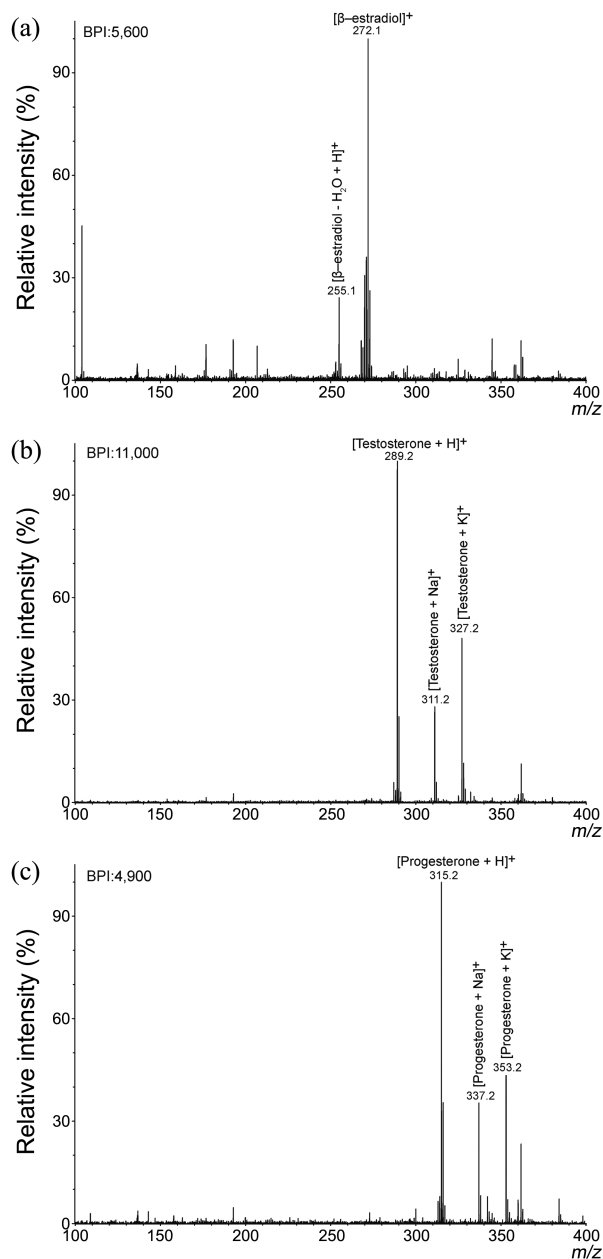 (a)
BPI:5,600
[β–estradiol]+
272.1
[β–estradiol - H2O + H]+
255.1
Relative intensity (%)
90
60
30
0
100 150 200 250 300 350 400
m/z
(b)
BPI:11,000
[Testosterone + H]+
289.2
[Testosterone + Na]+
311.2
[Testosterone + K]+
327.2
Relative intensity (%)
90
60
30
0
100 150 200 250 300 350 400
m/z
(c)
BPI:4,900
[Progesterone + H]+
315.2
[Progesterone + Na]+
337.2
[Progesterone + K]+
353.2
Relative intensity (%)
90
60
30
0
100 150 200 250 300 350 400
m/z